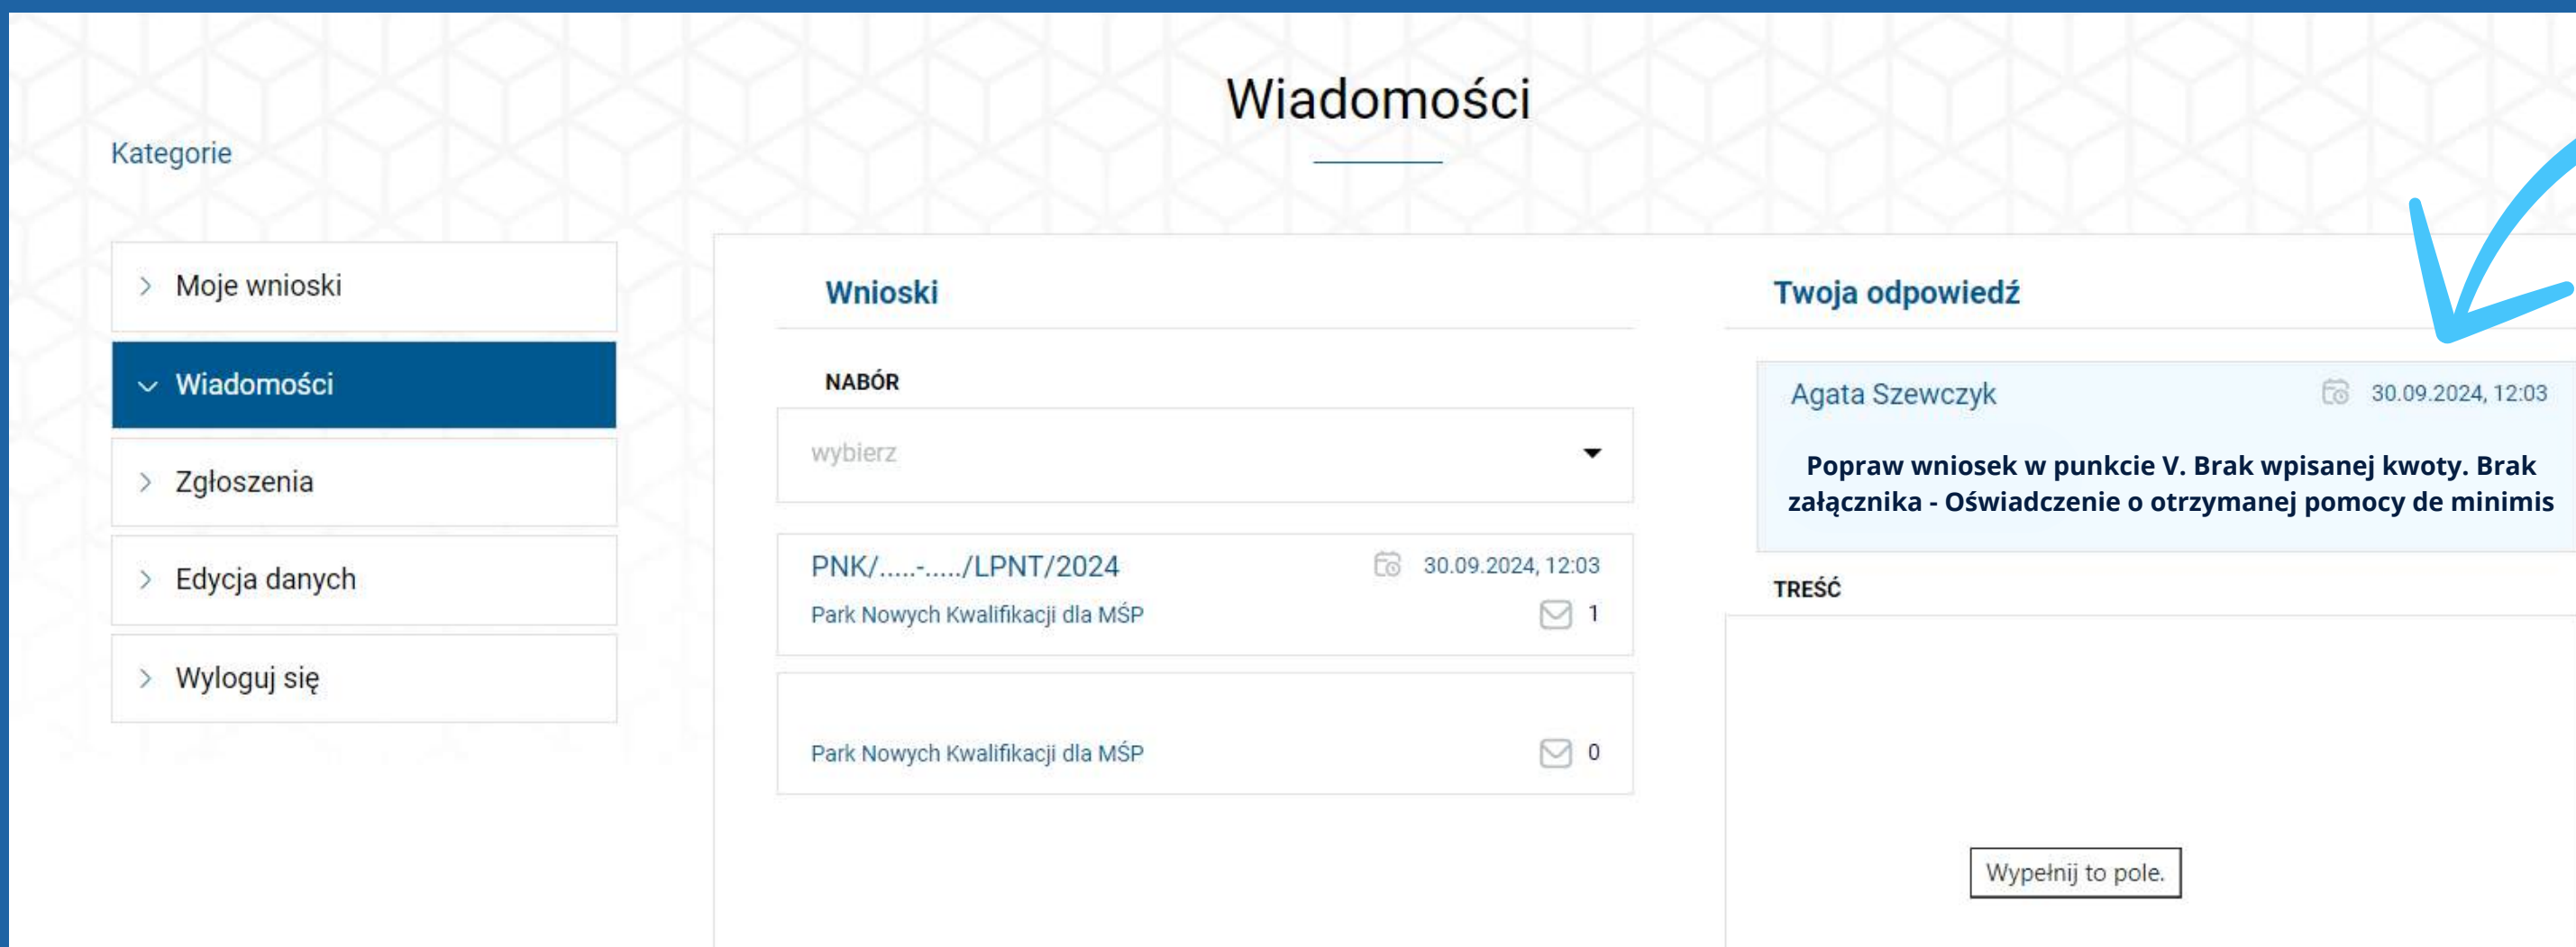 Wiadomości
Kategorie
Moje wnioski
Wiadomości
Zgłoszenia
Edycja danych
Wyloguj się
Wnioski
NABÓR
wybierz
PNK/.....-...../LPNT/2024
30.09.2024, 12:03
Park Nowych Kwalifikacji dla MŚP
1
Park Nowych Kwalifikacji dla MŚP
0
Twoja odpowiedź
Agata Szewczyk
30.09.2024, 12:03
Popraw wniosek w punkcie V. Brak wpisanej kwoty. Brak
załącznika - Oświadczenie o otrzymanej pomocy de minimis
TREŚĆ
Wypełnij to pole.